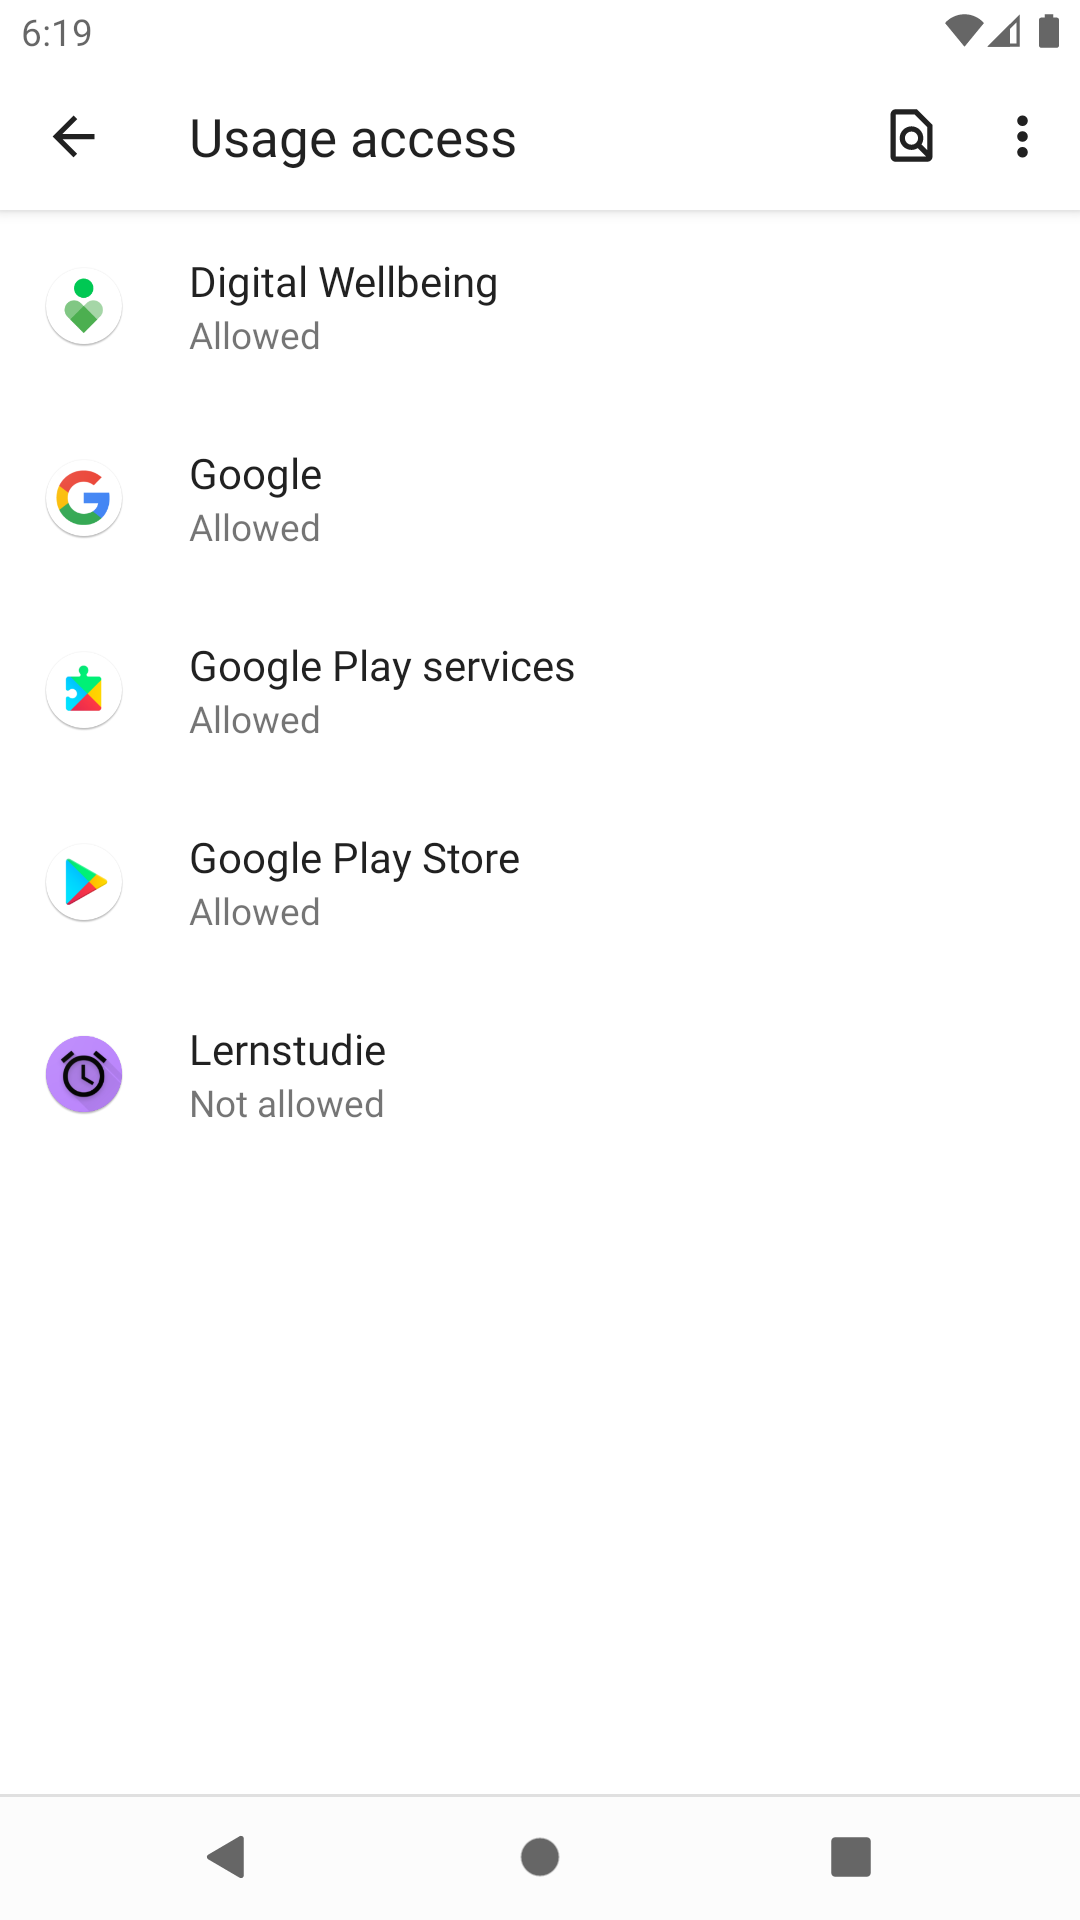 6:19
Usage access
Digital Wellbeing
Allowed
Google
Allowed
Google Play services
Allowed
Google Play Store
Allowed
Lernstudie
Not allowed